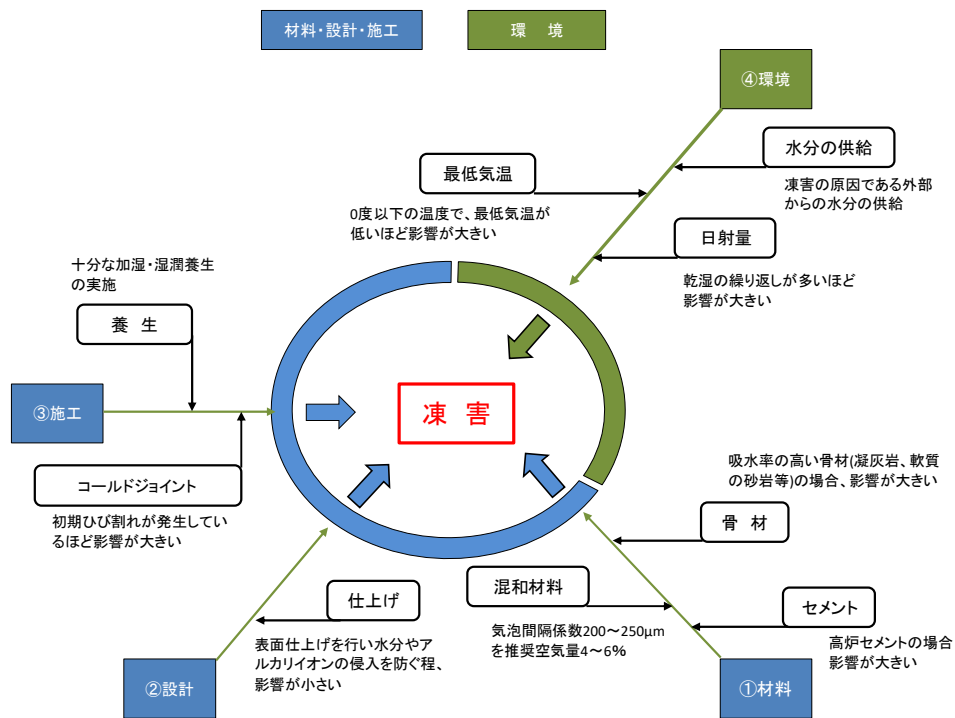 材料・設計・施工
環　境
④環境
水分の供給
凍害の原因である外部
からの水分の供給
最低気温
0度以下の温度で、最低気温が
低いほど影響が大きい
日射量
乾湿の繰り返しが多いほど
影響が大きい
十分な加湿・湿潤養生
の実施
養　生
③施工
コールドジョイント
初期ひび割れが発生してい
るほど影響が大きい
凍　害
吸水率の高い骨材(凝灰岩、軟質
の砂岩等)の場合、影響が大きい
骨　材
混和材料
気泡間隔係数200～250μm
を推奨空気量4～6%
セメント
高炉セメントの場合
影響が大きい
①材料
仕上げ
表面仕上げを行い水分やア
ルカリイオンの侵入を防ぐ程、
影響が小さい
②設計